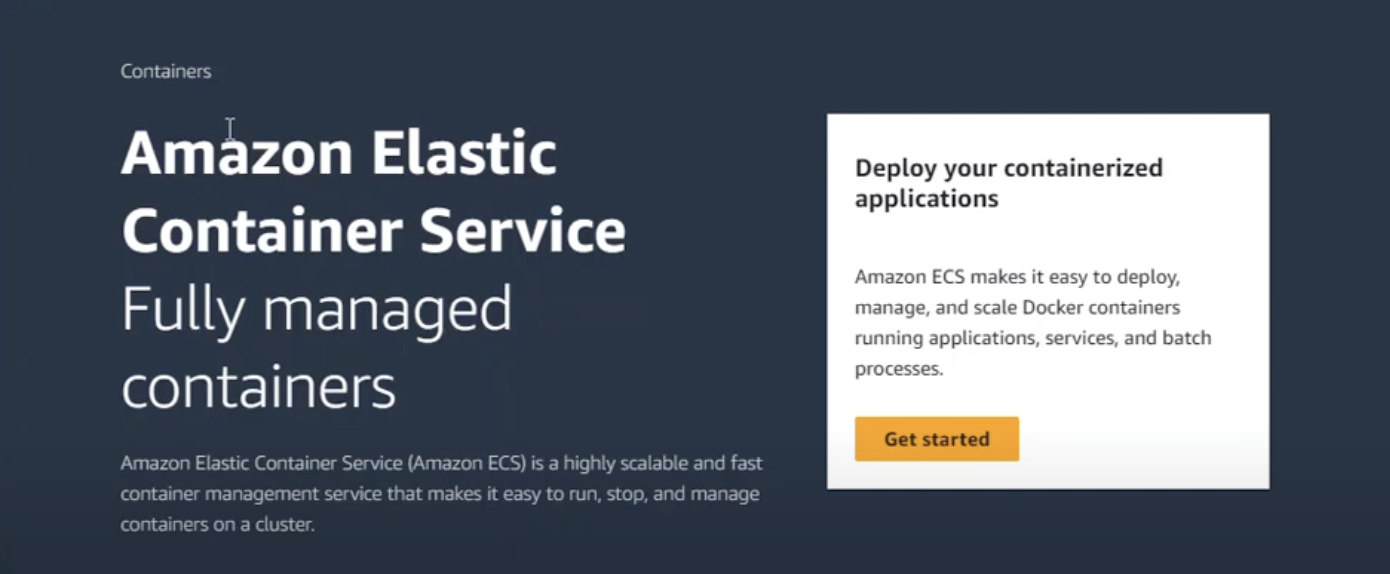 Containers
Amazon Elastic
Container Service
Fully managed
containers
Amazon Elastic Container Service (Amazon ECS) is a highly scalable and fast
container management service that makes it easy to run, stop, and manage
containers on a cluster.
Deploy your containerized
applications
Amazon ECS makes it easy to deploy,
manage, and scale Docker containers
running applications, services, and batch
processes.
Get started